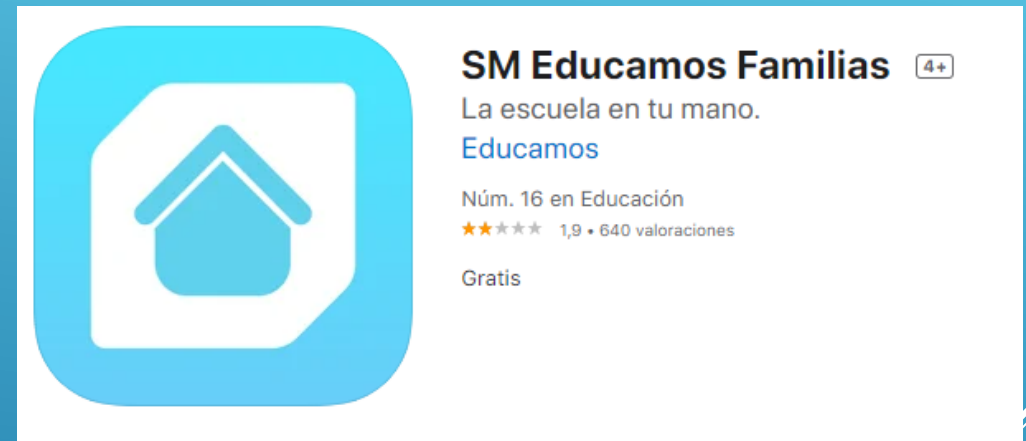 SM Educamos Familias 4+
La escuela en tu mano.
Educamos
Núm. 16 en Educación
1,9 • 640 valoraciones
Gratis